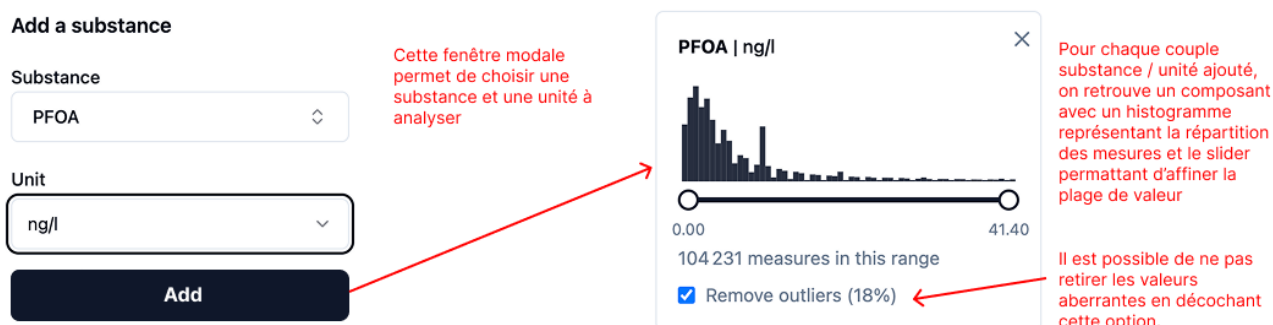 Add a substance
Substance
PFOA
Unit
ng/l
Add
Cette fenêtre modale
permet de choisir une
substance et une unité à
analyser
PFOA | ng/l
0.00
41.40
104 231 measures in this range
Remove outliers (18%)
Pour chaque couple
substance / unité ajouté,
on retrouve un composant
avec un histogramme
représentant la répartition
des mesures et le slider
permattant d'affiner la
plage de valeur
Il est possible de ne pas
retirer les valeurs
aberrantes en décochant
cette option.